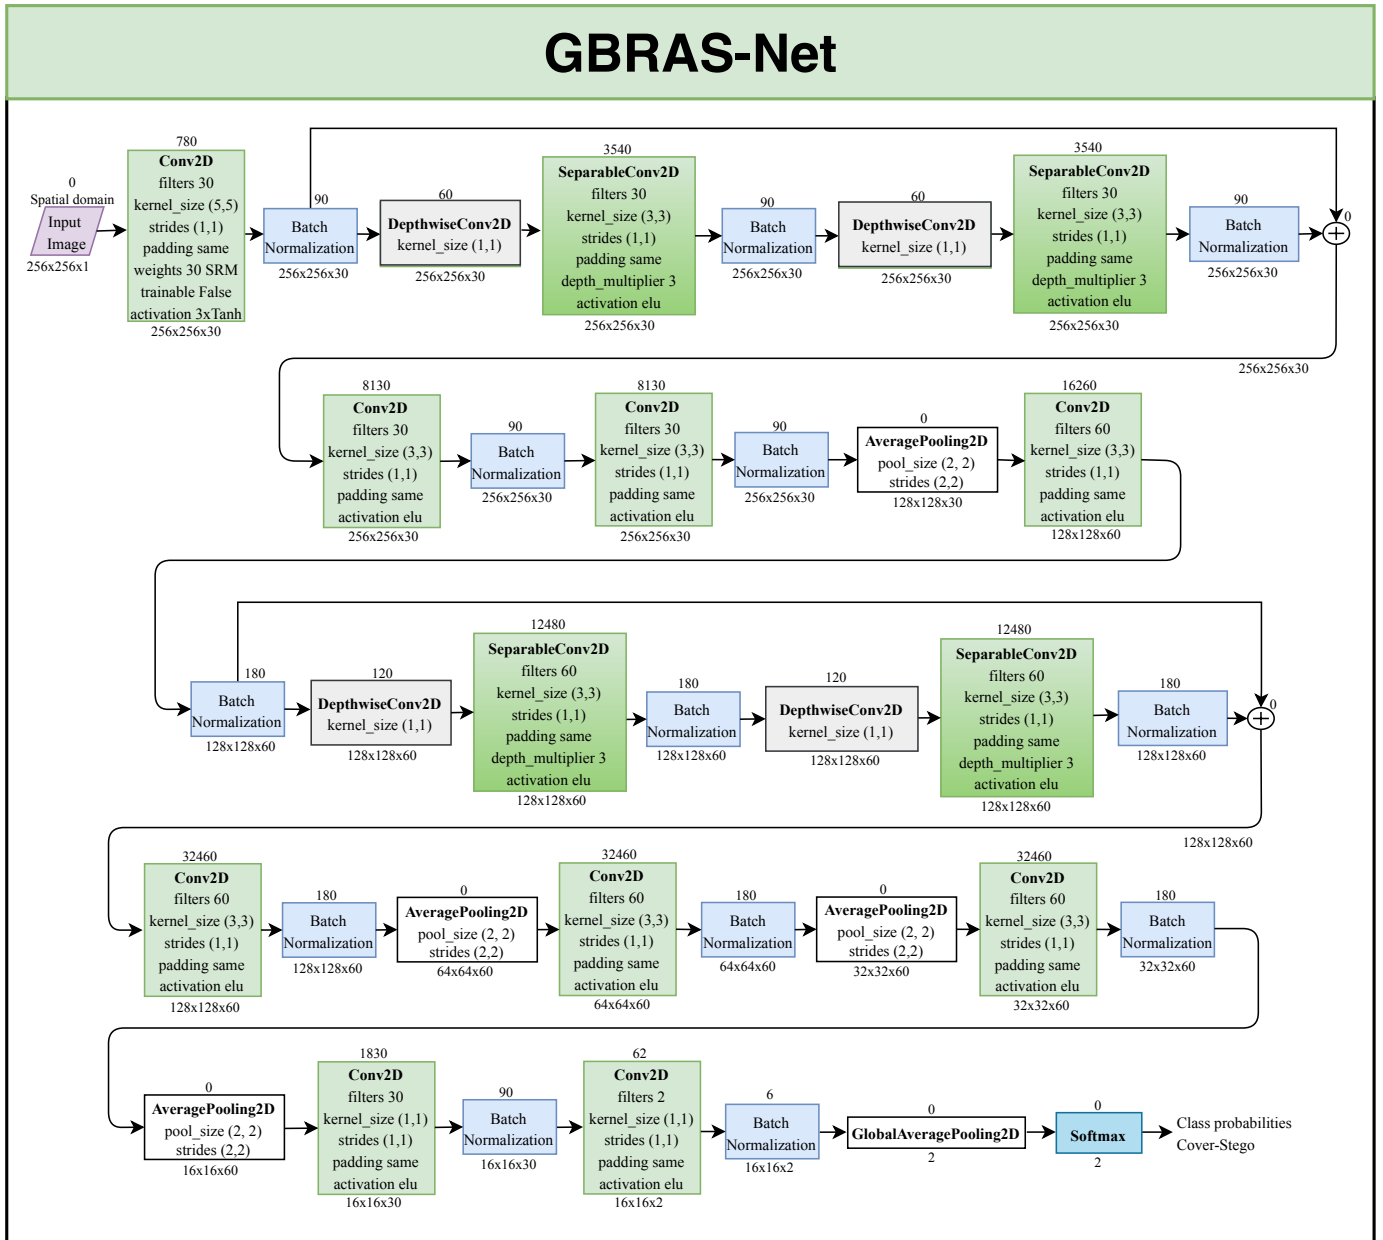 GBRAS-Net
0
Spatial domain
Input
Image
256x256x1
780
Conv2D
filters 30
kernel_size (5,5)
strides (1,1)
padding same
weights 30 SRM
trainable False
activation 3xTanh
256x256x30
90
Batch
Normalization
256x256x30
60
DepthwiseConv2D
kernel_size (1,1)
256x256x30
3540
SeparableConv2D
filters 30
kernel_size (3,3)
strides (1,1)
padding same
depth_multiplier 3
activation elu
256x256x30
90
Batch
Normalization
256x256x30
60
DepthwiseConv2D
kernel_size (1,1)
256x256x30
3540
SeparableConv2D
filters 30
kernel_size (3,3)
strides (1,1)
padding same
depth_multiplier 3
activation elu
256x256x30
90
Batch
Normalization
256x256x30
0
256x256x30
8130
Conv2D
filters 30
kernel_size (3,3)
strides (1,1)
padding same
activation elu
256x256x30
90
Batch
Normalization
256x256x30
8130
Conv2D
filters 30
kernel_size (3,3)
strides (1,1)
padding same
activation elu
256x256x30
90
Batch
Normalization
256x256x30
0
AveragePooling2D
pool_size (2, 2)
strides (2,2)
128x128x30
16260
Conv2D
filters 60
kernel_size (3,3)
strides (1,1)
padding same
activation elu
128x128x60
180
Batch
Normalization
128x128x60
120
DepthwiseConv2D
kernel_size (1,1)
128x128x60
12480
SeparableConv2D
filters 60
kernel_size (3,3)
strides (1,1)
padding same
depth_multiplier 3
activation elu
128x128x60
180
Batch
Normalization
128x128x60
120
DepthwiseConv2D
kernel_size (1,1)
128x128x60
12480
SeparableConv2D
filters 60
kernel_size (3,3)
strides (1,1)
padding same
depth_multiplier 3
activation elu
128x128x60
180
Batch
Normalization
128x128x60
0
128x128x60
32460
Conv2D
filters 60
kernel_size (3,3)
strides (1,1)
padding same
activation elu
128x128x60
180
Batch
Normalization
128x128x60
0
AveragePooling2D
pool_size (2, 2)
strides (2,2)
64x64x60
32460
Conv2D
filters 60
kernel_size (3,3)
strides (1,1)
padding same
activation elu
64x64x60
180
Batch
Normalization
64x64x60
0
AveragePooling2D
pool_size (2, 2)
strides (2,2)
32x32x60
32460
Conv2D
filters 60
kernel_size (3,3)
strides (1,1)
padding same
activation elu
32x32x60
180
Batch
Normalization
32x32x60
0
AveragePooling2D
pool_size (2, 2)
strides (2,2)
16x16x60
1830
Conv2D
filters 30
kernel_size (1,1)
strides (1,1)
padding same
activation elu
16x16x30
90
Batch
Normalization
16x16x30
62
Conv2D
filters 2
kernel_size (1,1)
strides (1,1)
padding same
activation elu
16x16x2
6
Batch
Normalization
16x16x2
0
GlobalAveragePooling2D
2
0
Softmax
2
Class probabilities
Cover-Stego